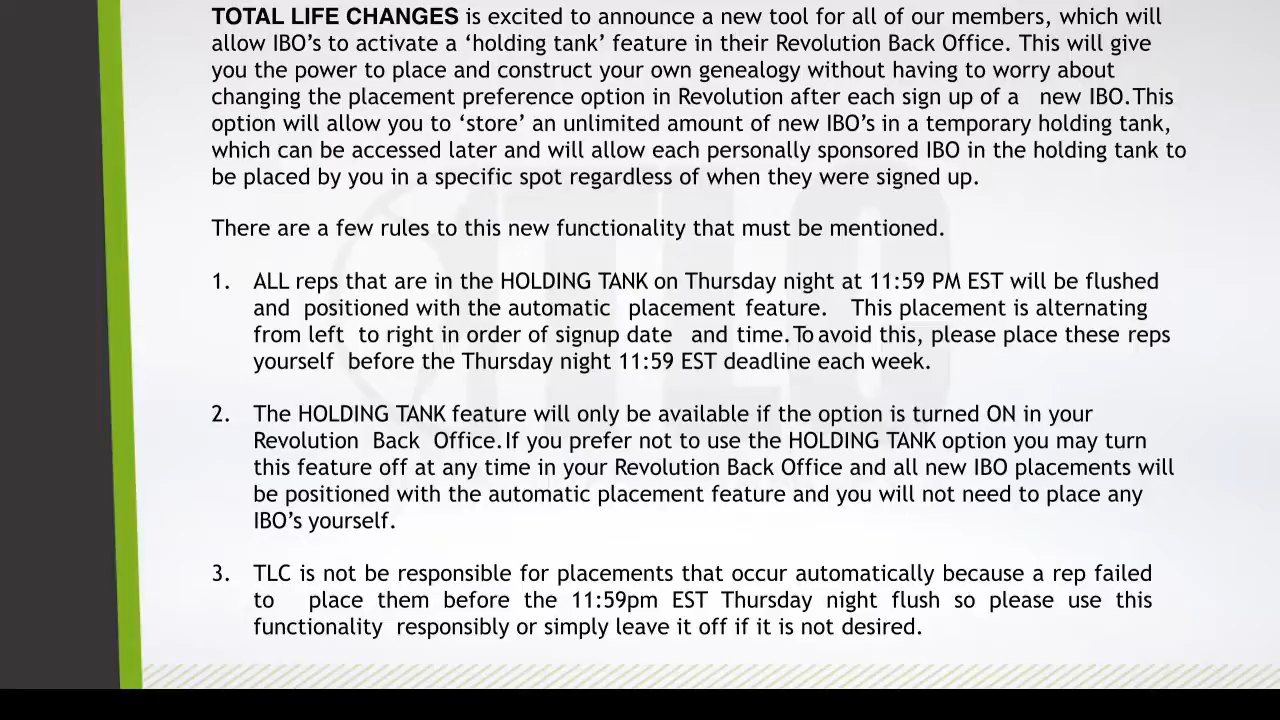 TOTAL LIFE CHANGES is excited to announce a new tool for all of our members, which will
allow IBO's to activate a ‘holding tank’ feature in their Revolution Back Office. This will give
you the power to place and construct your own genealogy without having to worry about
changing the placement preference option in Revolution after each sign up of a new IBO.This
option will allow you to ‘store’ an unlimited amount of new IBO’s in a temporary holding tank,
which can be accessed later and will allow each personally sponsored IBO in the holding tank to
be placed by you in a specific spot regardless of when they were signed up.
There are a few rules to this new functionality that must be mentioned.
1. ALL reps that are in the HOLDING TANK on Thursday night at 11:59 PM EST will be flushed
and positioned with the automatic placement feature. This placement is alternating
from left to right in order of signup date and time.To avoid this, please place these reps
yourself before the Thursday night 11:59 EST deadline each week.
2. The HOLDING TANK feature will only be available if the option is turned ON in your
Revolution Back Office.If you prefer not to use the HOLDING TANK option you may turn
this feature off at any time in your Revolution Back Office and all new IBO placements will
be positioned with the automatic placement feature and you will not need to place any
IBO’s yourself.
3. TLC is not be responsible for placements that occur automatically because a rep failed
to place them before the 11:59pm EST Thursday night flush so please use this
functionality responsibly or simply leave it off if it is not desired.
TLC